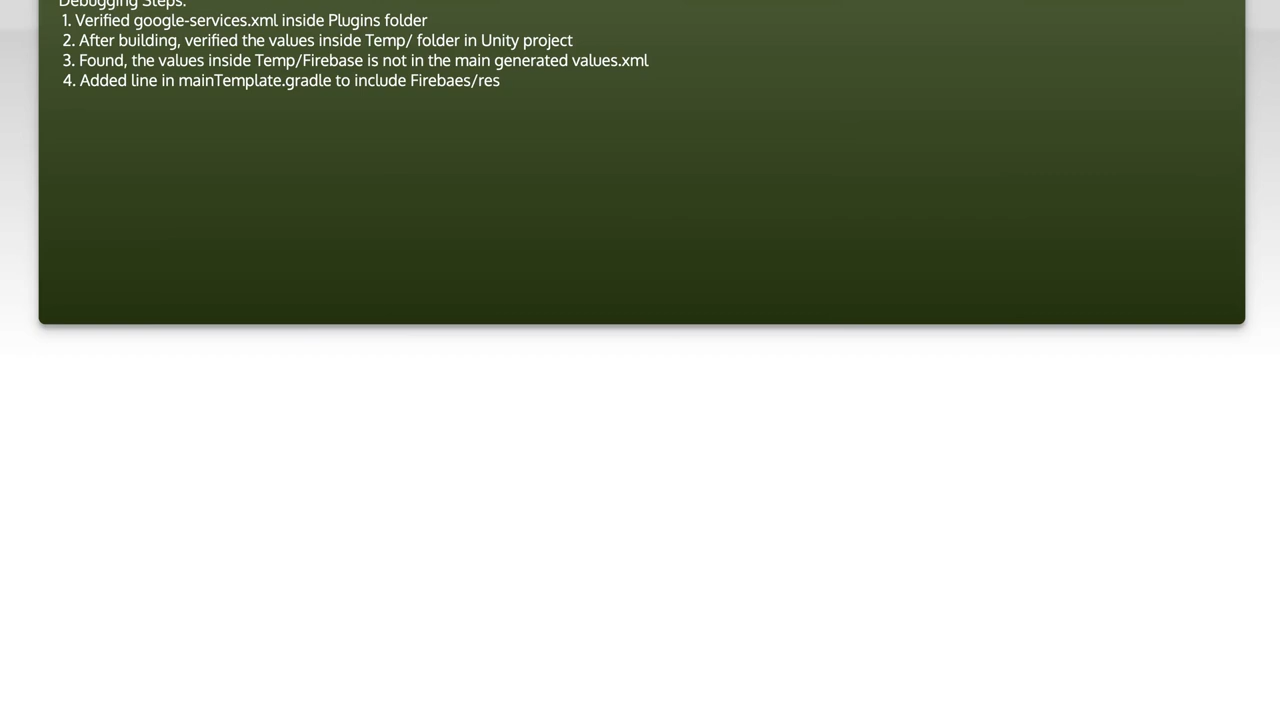 Debugging Steps:
1. Verified google-services.xml inside Plugins folder
2. After building, verified the values inside Temp/ folder in Unity project
3. Found, the values inside Temp/Firebase is not in the main generated values.xml
4. Added line in mainTemplate.gradle to include Firebaes/res